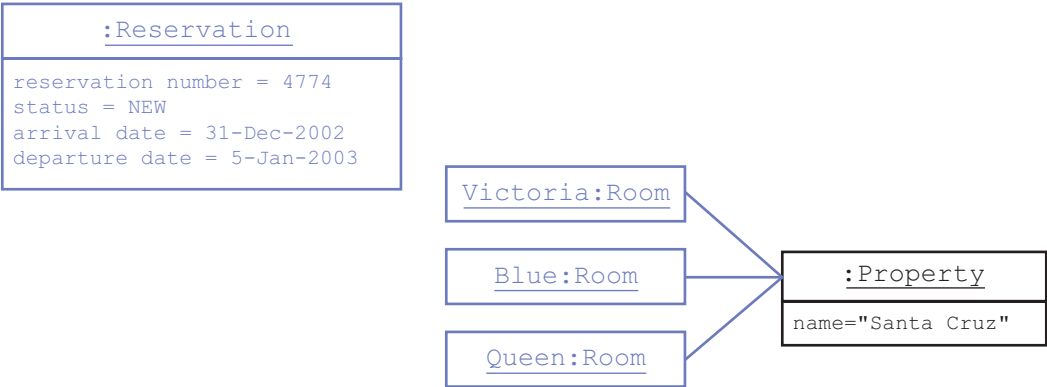 :Reservation
reservation number = 4774
status = NEW
arrival date = 31-Dec-2002
departure date = 5-Jan-2003
Victoria:Room
Blue:Room
Queen:Room
:Property
name="Santa Cruz"